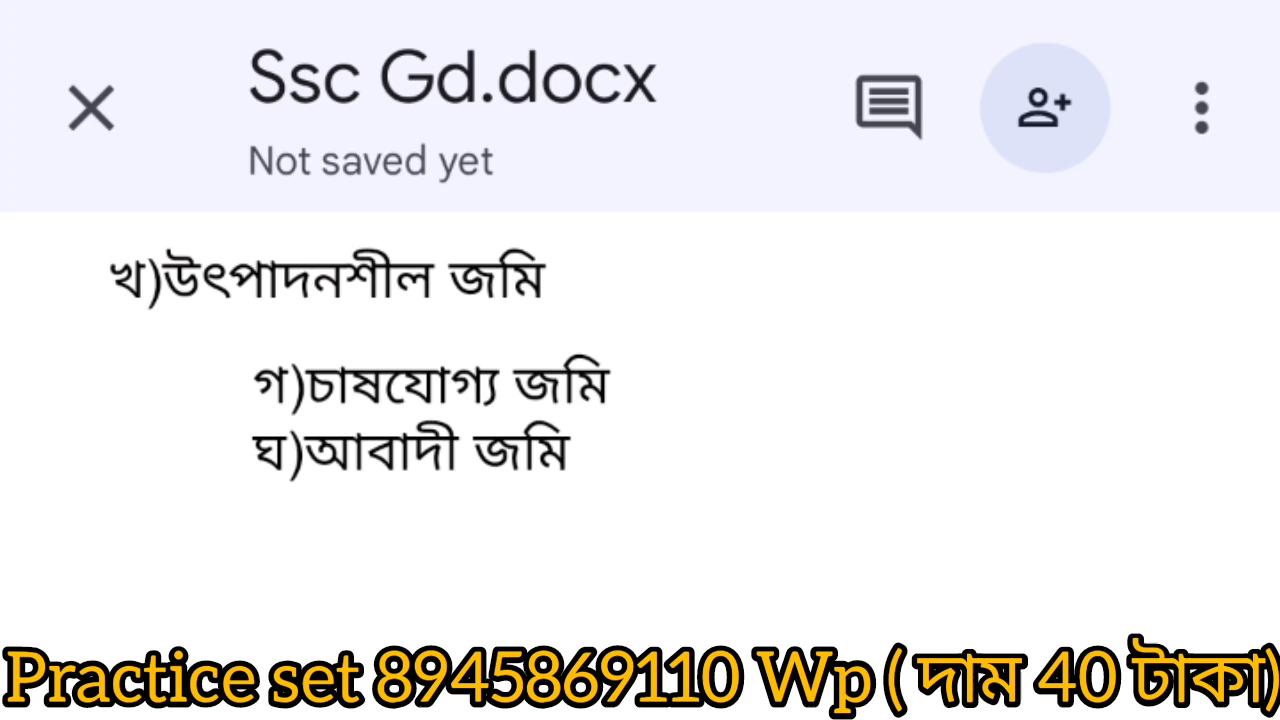 Ssc Gd.docx
Not saved yet
খ)উৎপাদনশীল জমি
গ)চাষযোগ্য জমি
ঘ)আবাদী জমি
Practice set 8945869110 Wp ( দাম 40 টাকা)